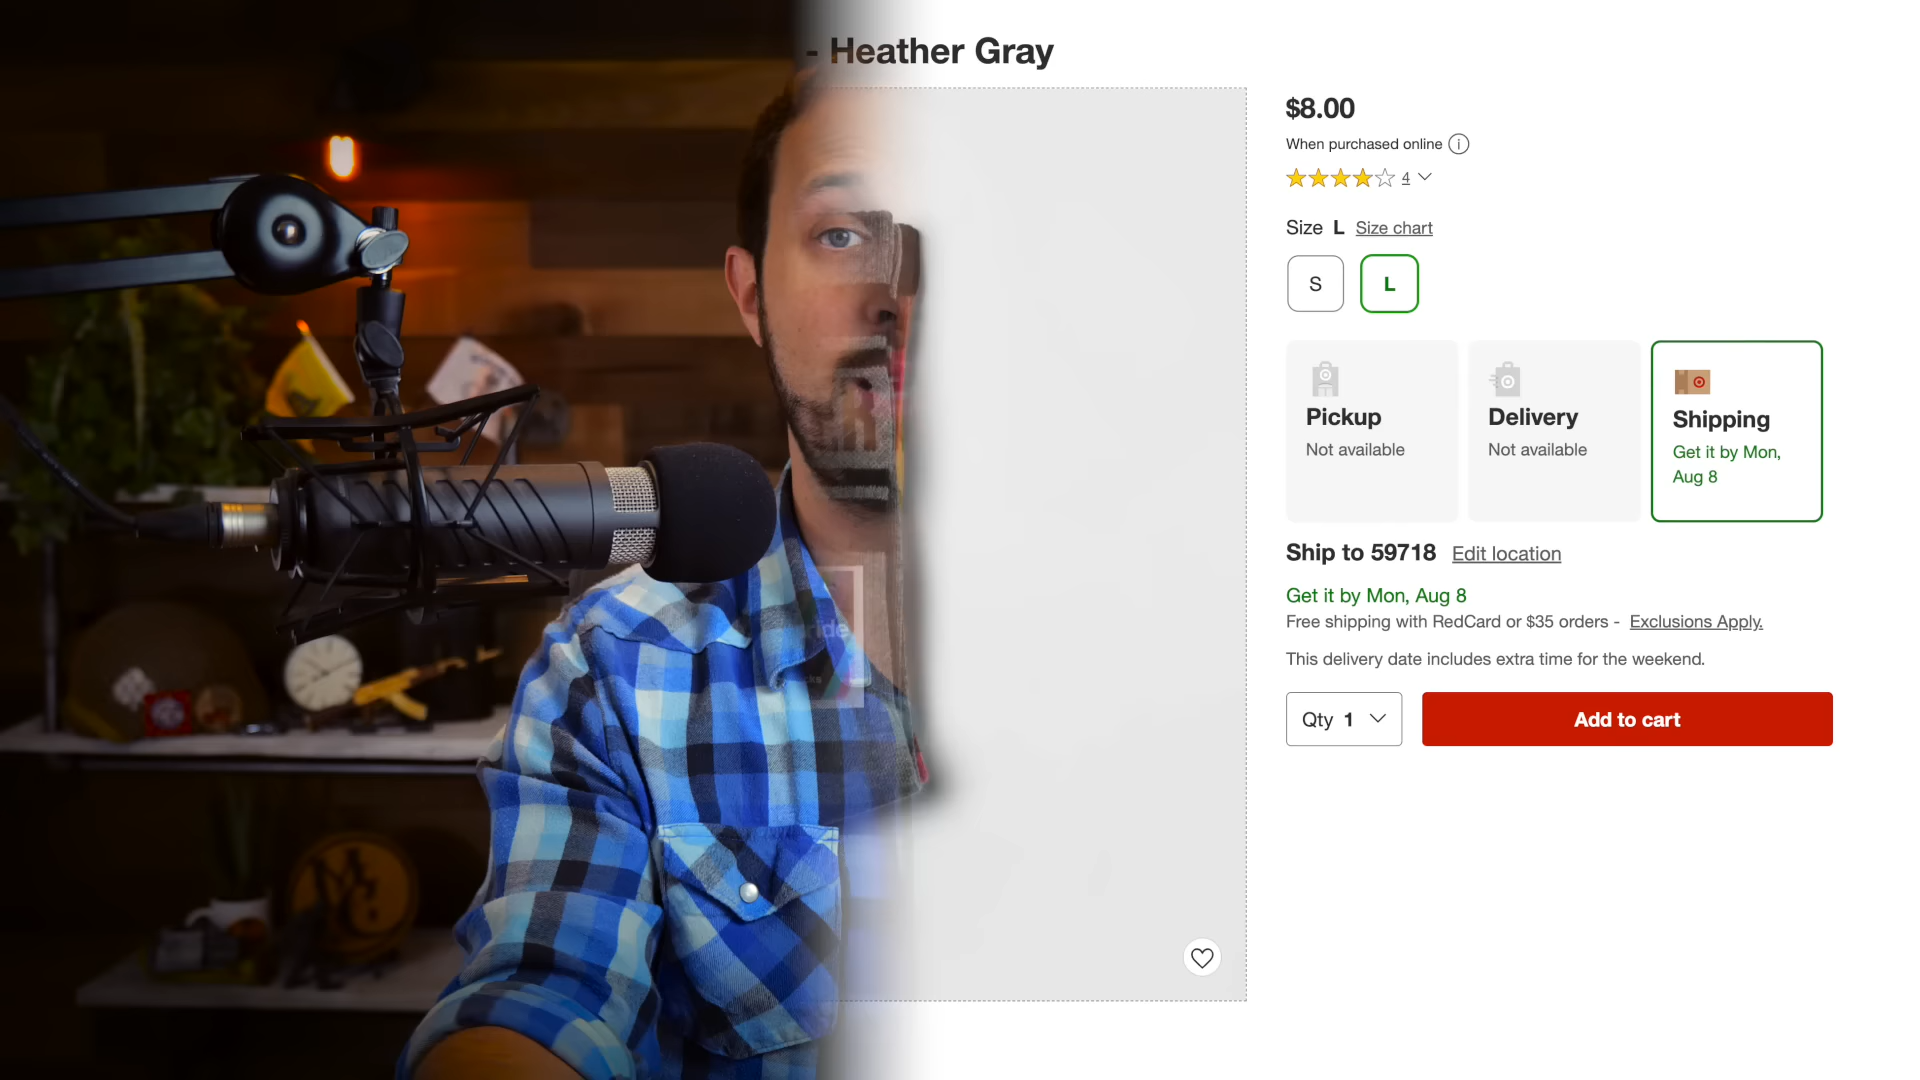 - Heather Gray
$8.00
When purchased online
4
Size L Size chart
S
L
Pickup
Not available
Delivery
Not available
Shipping
Get it by Mon,
Aug 8
Ship to 59718 Edit location
Get it by Mon, Aug 8
Free shipping with RedCard or $35 orders - Exclusions Apply.
This delivery date includes extra time for the weekend.
Qty 1
Add to cart